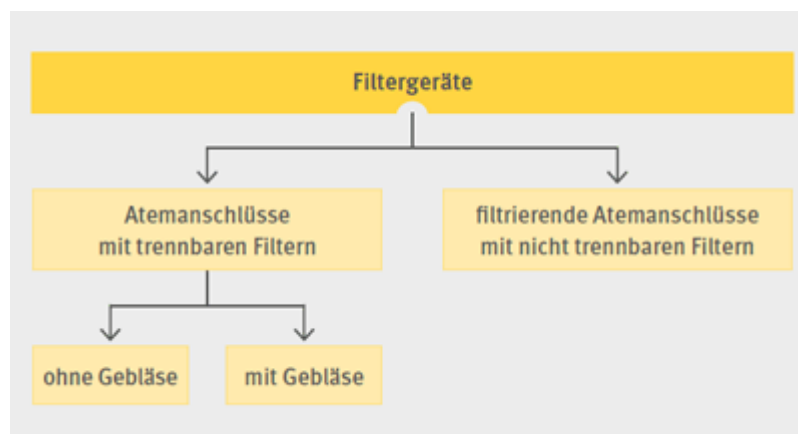 Filtergeräte
Atemanschlüsse
mit trennbaren Filtern
filtrierende Atemanschlüsse
mit nicht trennbaren Filtern
ohne Gebläse
mit Gebläse